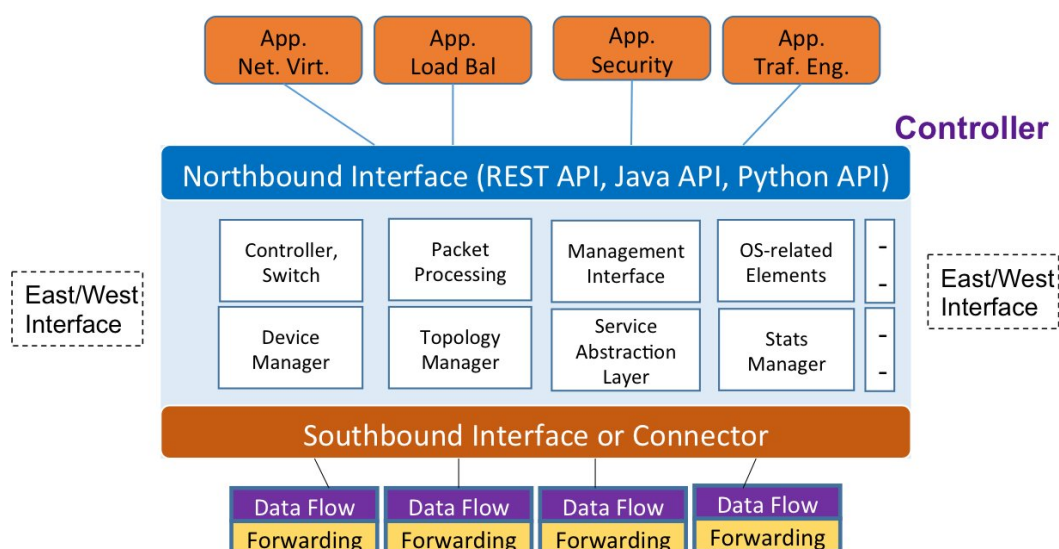 App.
Net. Virt.
App.
Load Bal
App.
Security
App.
Traf. Eng.
Controller
Northbound Interface (REST API, Java API, Python API)
Controller,
Switch
Packet
Processing
Management
Interface
OS-related
Elements
-
-
East/West
Interface
East/West
Interface
Device
Manager
Topology
Manager
Service
Abstraction
Layer
Stats
Manager
-
-
Southbound Interface or Connector
Data Flow
Forwarding
Data Flow
Forwarding
Data Flow
Forwarding
Data Flow
Forwarding